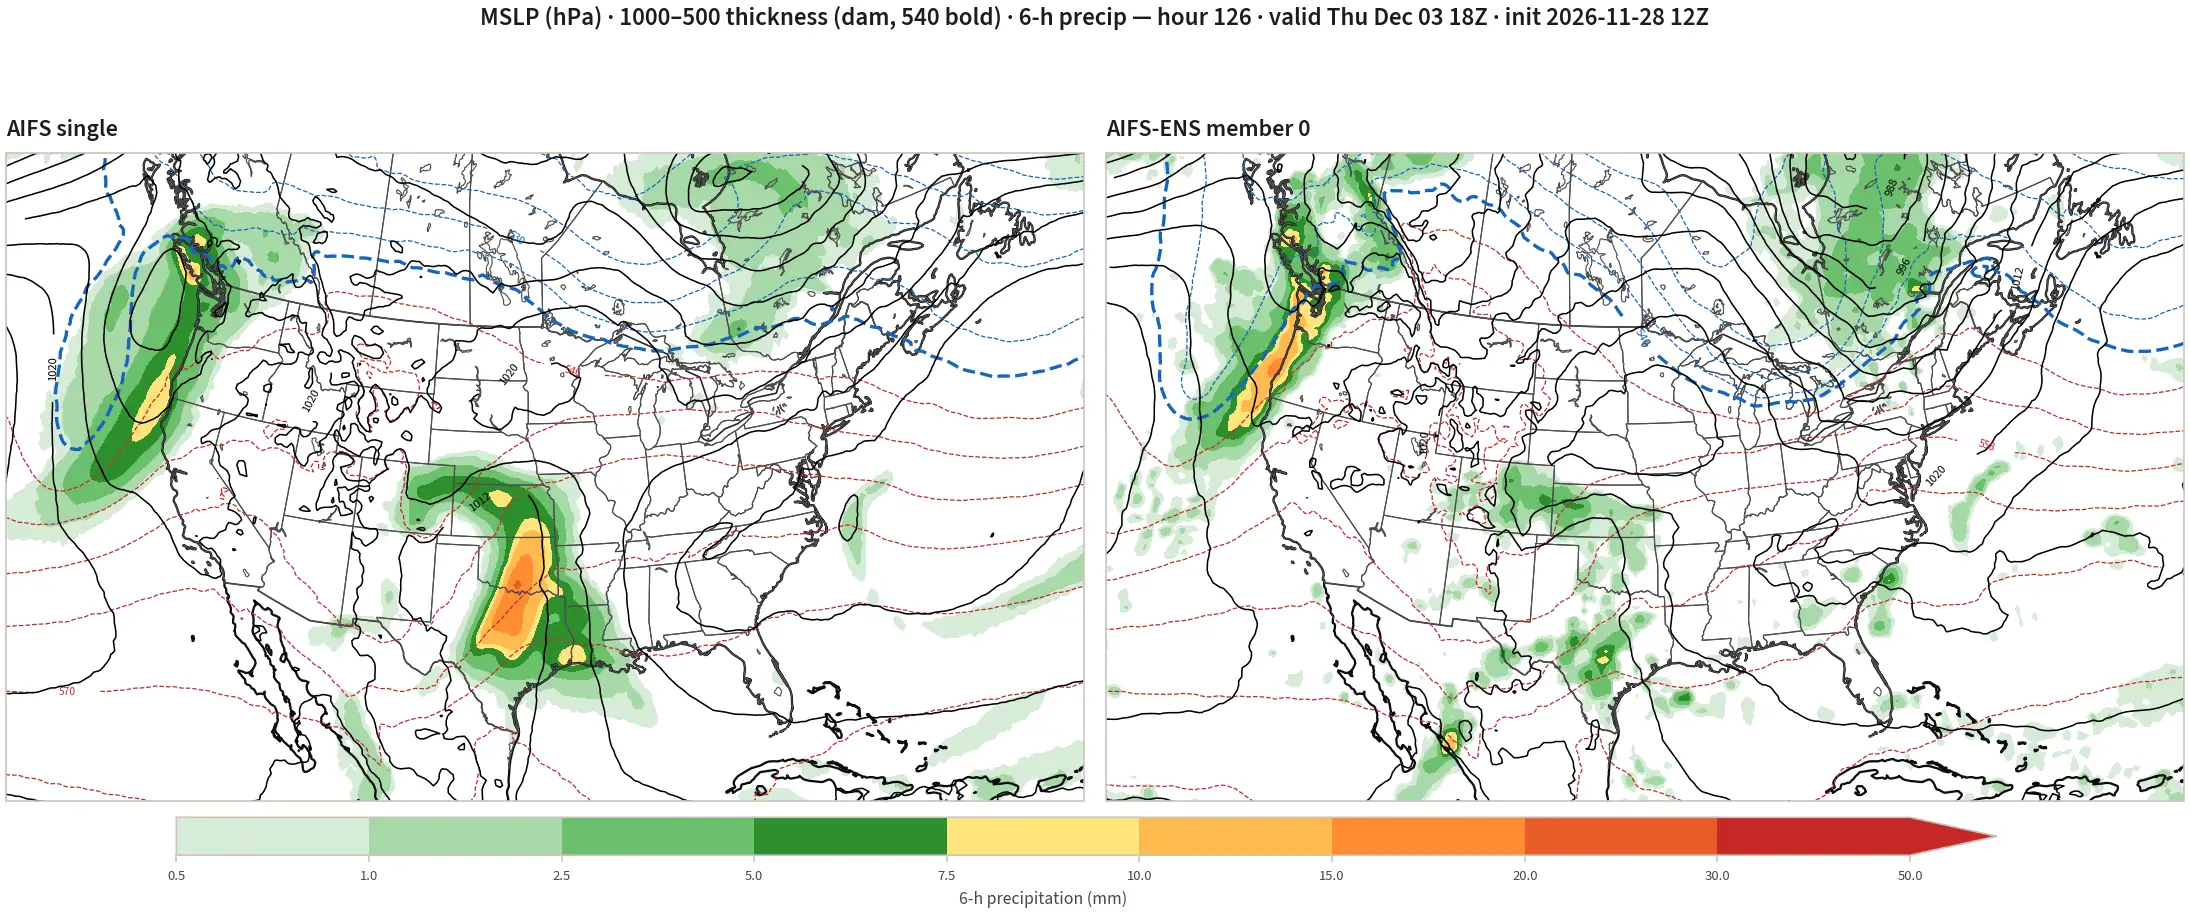 MSLP (hPa) · 1000–500 thickness (dam, 540 bold) · 6-h precip — hour 126 · valid Thu Dec 03 18Z · init 2026-11-28 12Z
AIFS single
AIFS-ENS member 0
1020
1020
1020
1012
570
988
996
1012
1020
1020
550
0.5 1.0 2.5 5.0 7.5 10.0 15.0 20.0 30.0 50.0
6-h precipitation (mm)